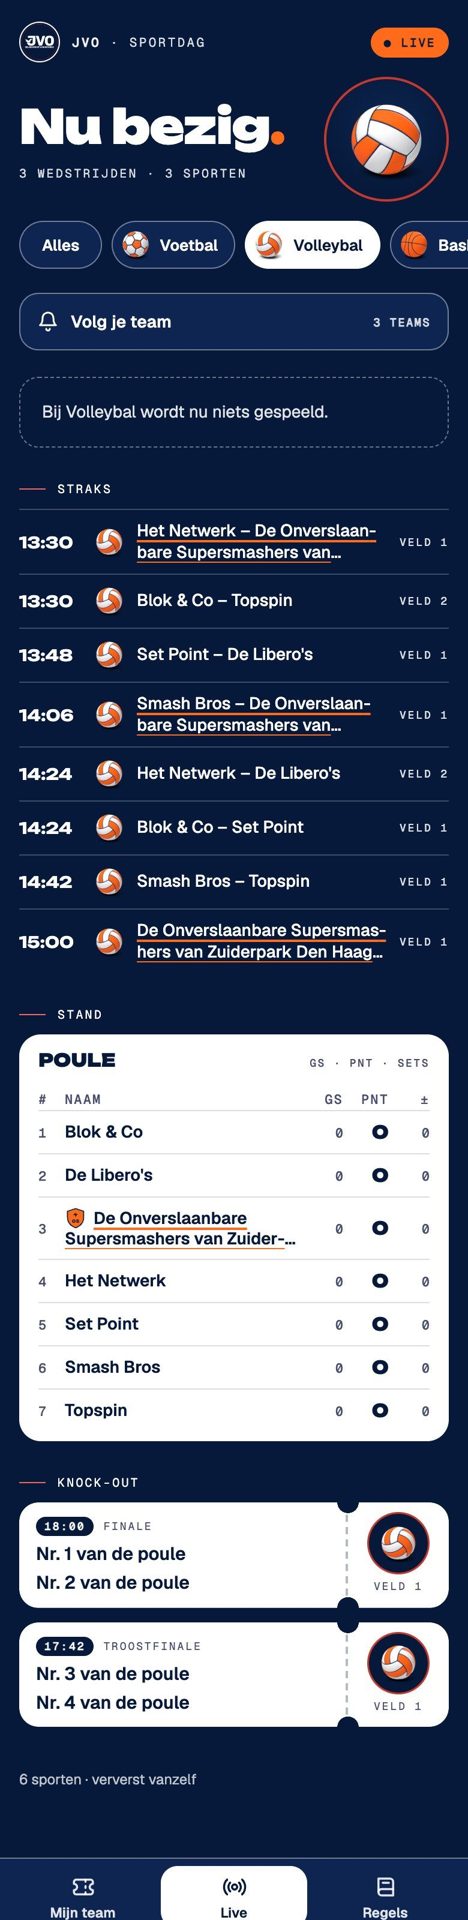 JVO JVO · SPORTDAG ● LIVE
Nu bezig.
3 WEDSTRIJDEN · 3 SPORTEN
Alles Voetbal Volleybal Bas
Volg je team 3 TEAMS
Bij Volleybal wordt nu niets gespeeld.
STRAKS
13:30 Het Netwerk – De Onverslaan-
bare Supersmashers van… VELD 1
13:30 Blok & Co – Topspin VELD 2
13:48 Set Point – De Libero's VELD 1
14:06 Smash Bros – De Onverslaan-
bare Supersmashers van… VELD 1
14:24 Het Netwerk – De Libero's VELD 2
14:24 Blok & Co – Set Point VELD 1
14:42 Smash Bros – Topspin VELD 1
15:00 De Onverslaanbare Supersmas-
hers van Zuiderpark Den Haag… VELD 1
STAND
POULE GS · PNT · SETS
# NAAM GS PNT ±
1 Blok & Co 0 0 0
2 De Libero's 0 0 0
3 De Onverslaanbare
Supersmashers van Zuider-… 0 0 0
4 Het Netwerk 0 0 0
5 Set Point 0 0 0
6 Smash Bros 0 0 0
7 Topspin 0 0 0
KNOCK-OUT
18:00 FINALE
Nr. 1 van de poule
Nr. 2 van de poule
VELD 1
17:42 TROOSTFINALE
Nr. 3 van de poule
Nr. 4 van de poule
VELD 1
6 sporten · ververst vanzelf
Mijn team Live Regels